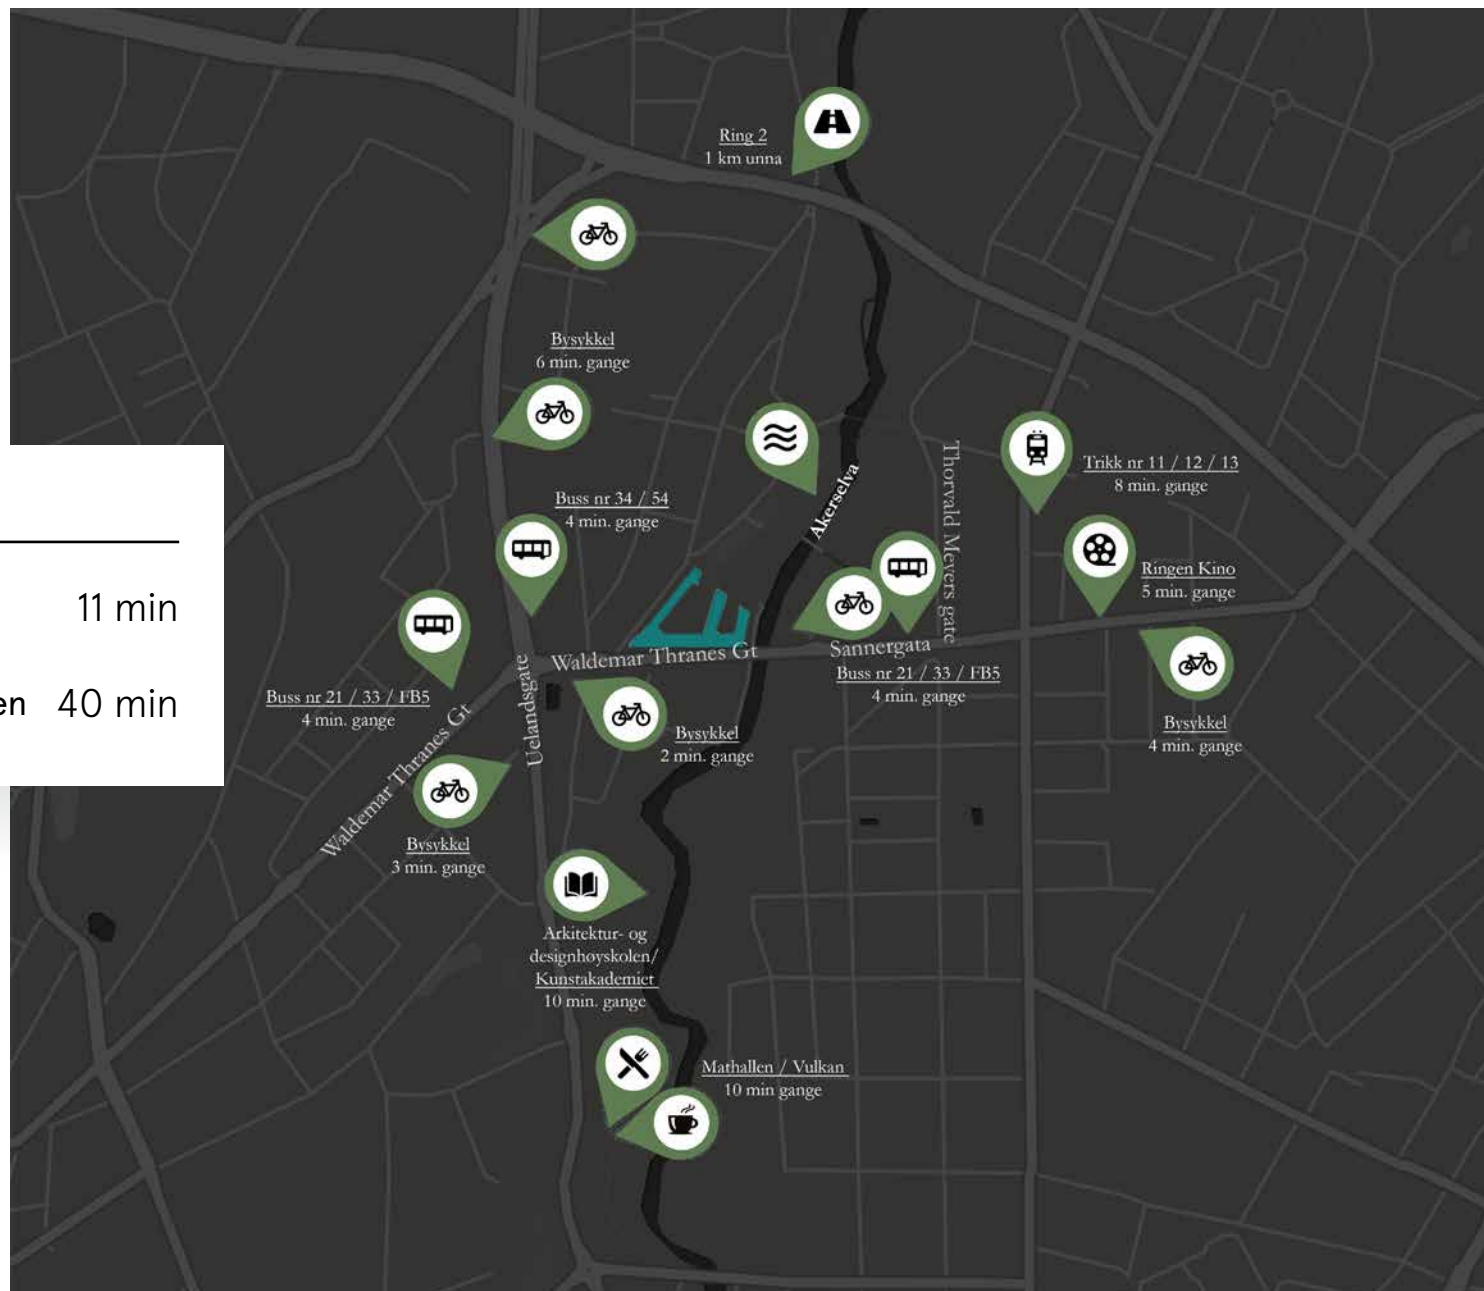 Ring 2
1 km unna
Bysykkel
6 min. gange
Buss nr 34 / 54
4 min. gange
Akerselva
Thorvald Meyers gate
Trikk nr 11 / 12 / 13
8 min. gange
Ringen Kino
5 min. gange
11 min
en 40 min
Waldemar Thranes Gt
Sannergata
Buss nr 21 / 33 / FB5
4 min. gange
Buss nr 21 / 33 / FB5
4 min. gange
Uelandsgate
Waldemar Thranes Gt
Bysykkel
2 min. gange
Bysykkel
4 min. gange
Bysykkel
3 min. gange
Arkitektur- og
designhøyskolen/
Kunstakademiet
10 min. gange
Mathallen / Vulkan
10 min gange